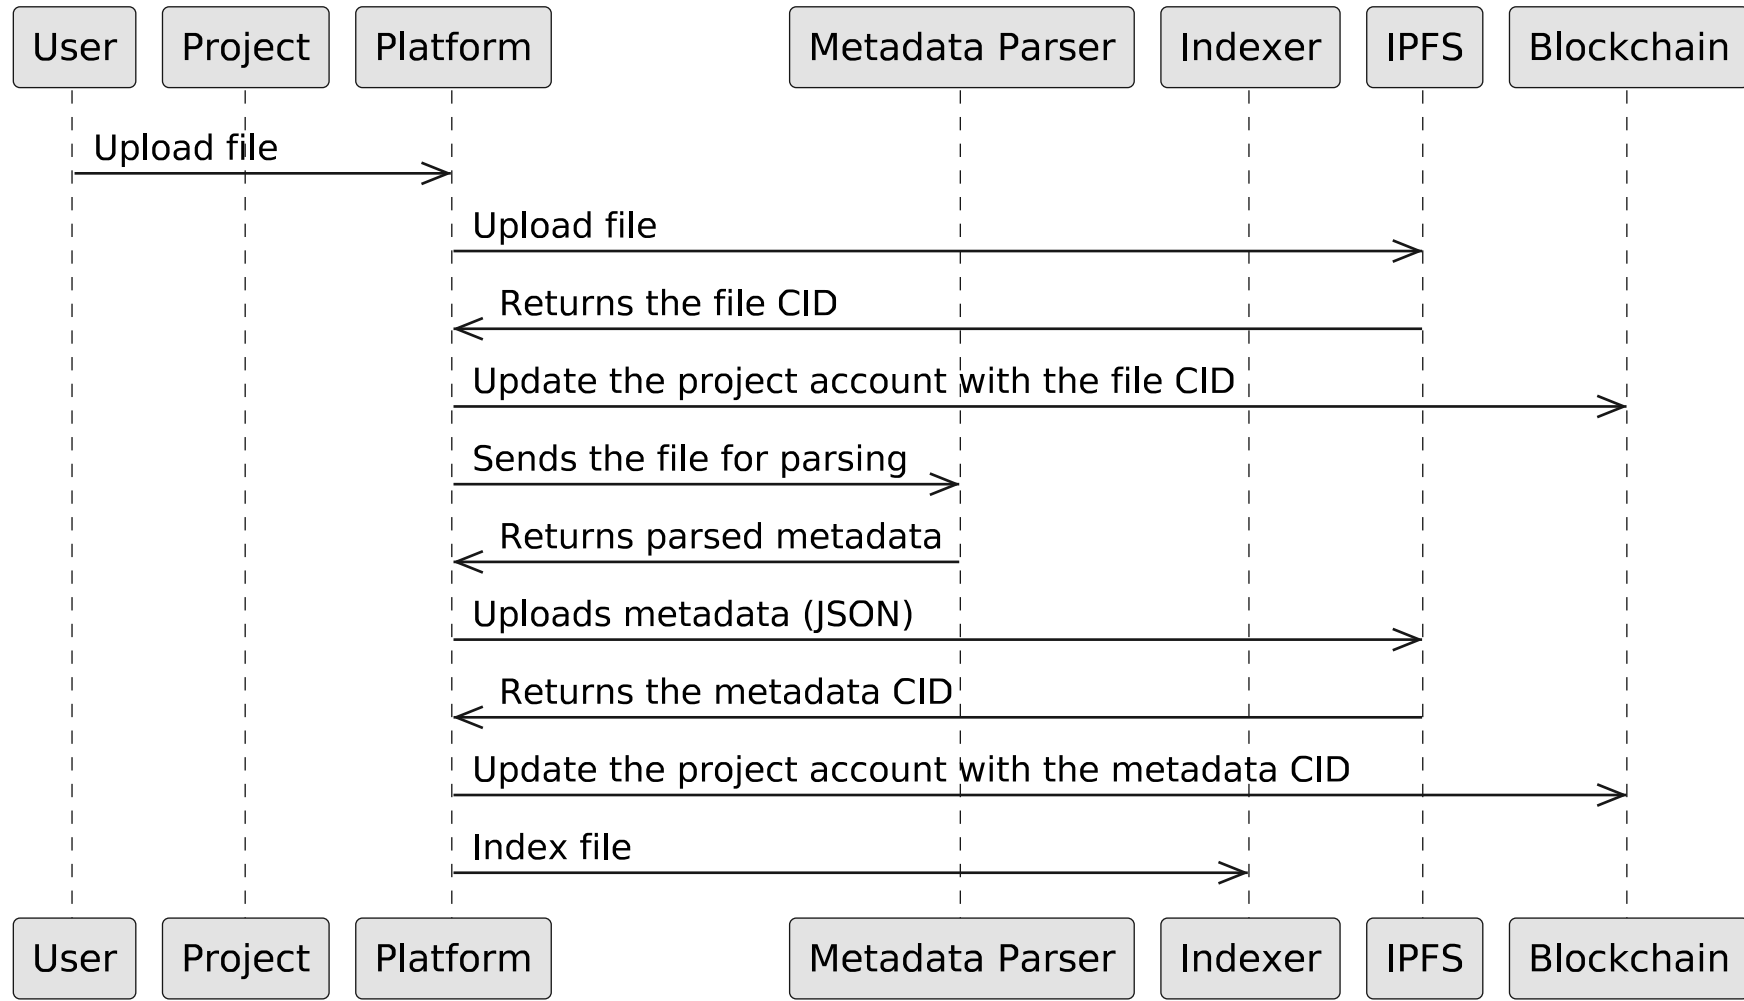 User Project Platform Metadata Parser Indexer IPFS Blockchain
Upload file
Upload file
Returns the file CID
Update the project account with the file CID
Sends the file for parsing
Returns parsed metadata
Uploads metadata (JSON)
Returns the metadata CID
Update the project account with the metadata CID
Index file
User Project Platform Metadata Parser Indexer IPFS Blockchain